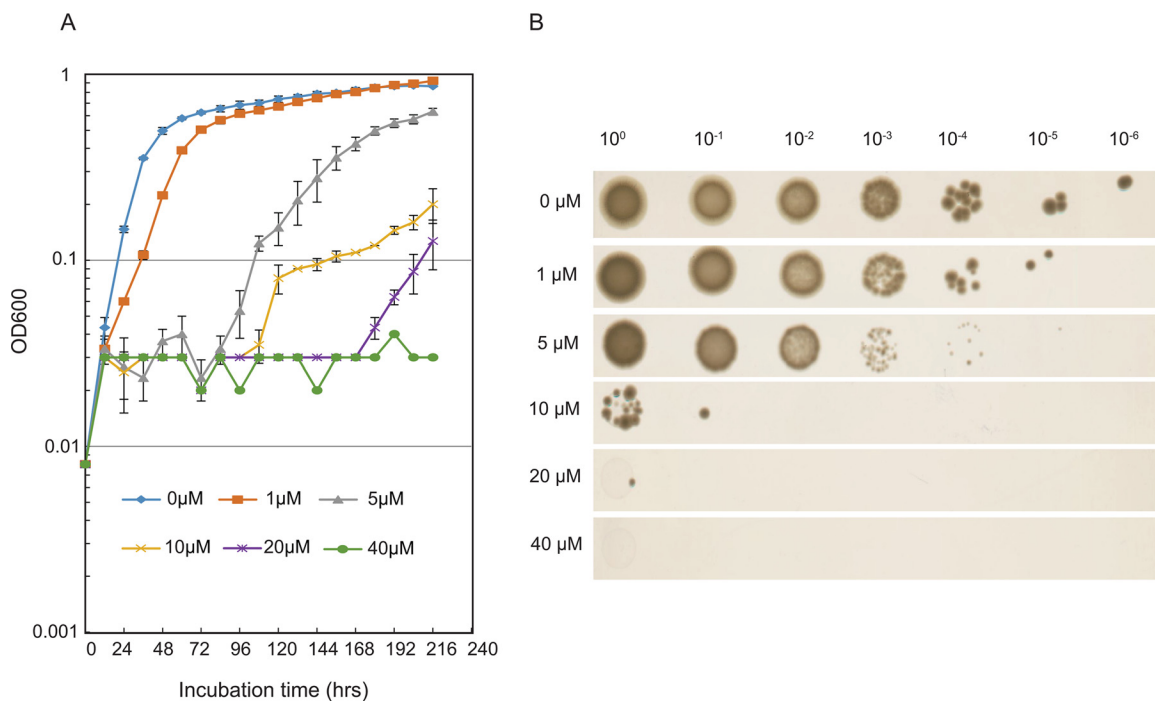 A
B
1
0.1
0.01
0.001
OD600
0 24 48 72 96 120 144 168 192 216 240
Incubation time (hrs)
0µM 1µM 5µM
10µM 20µM 40µM
10⁰ 10⁻¹ 10⁻² 10⁻³ 10⁻⁴ 10⁻⁵ 10⁻⁶
0 µM
1 µM
5 µM
10 µM
20 µM
40 µM